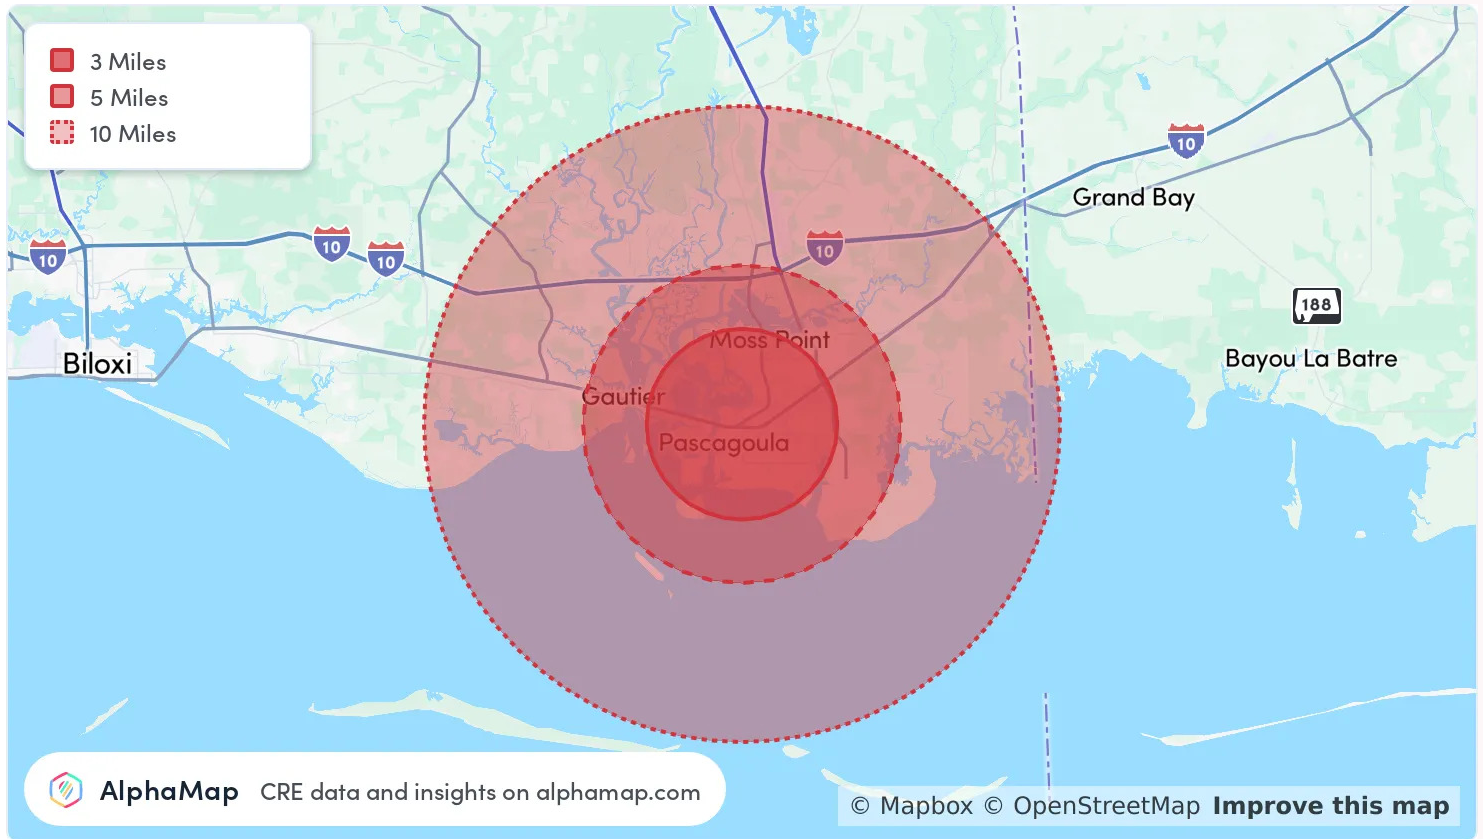 3 Miles
5 Miles
10 Miles
10
10
10
10
10
Grand Bay
188
Bayou La Batre
Biloxi
Moss Point
Gautier
Pascagoula
AlphaMap CRE data and insights on alphamap.com
© Mapbox © OpenStreetMap Improve this map